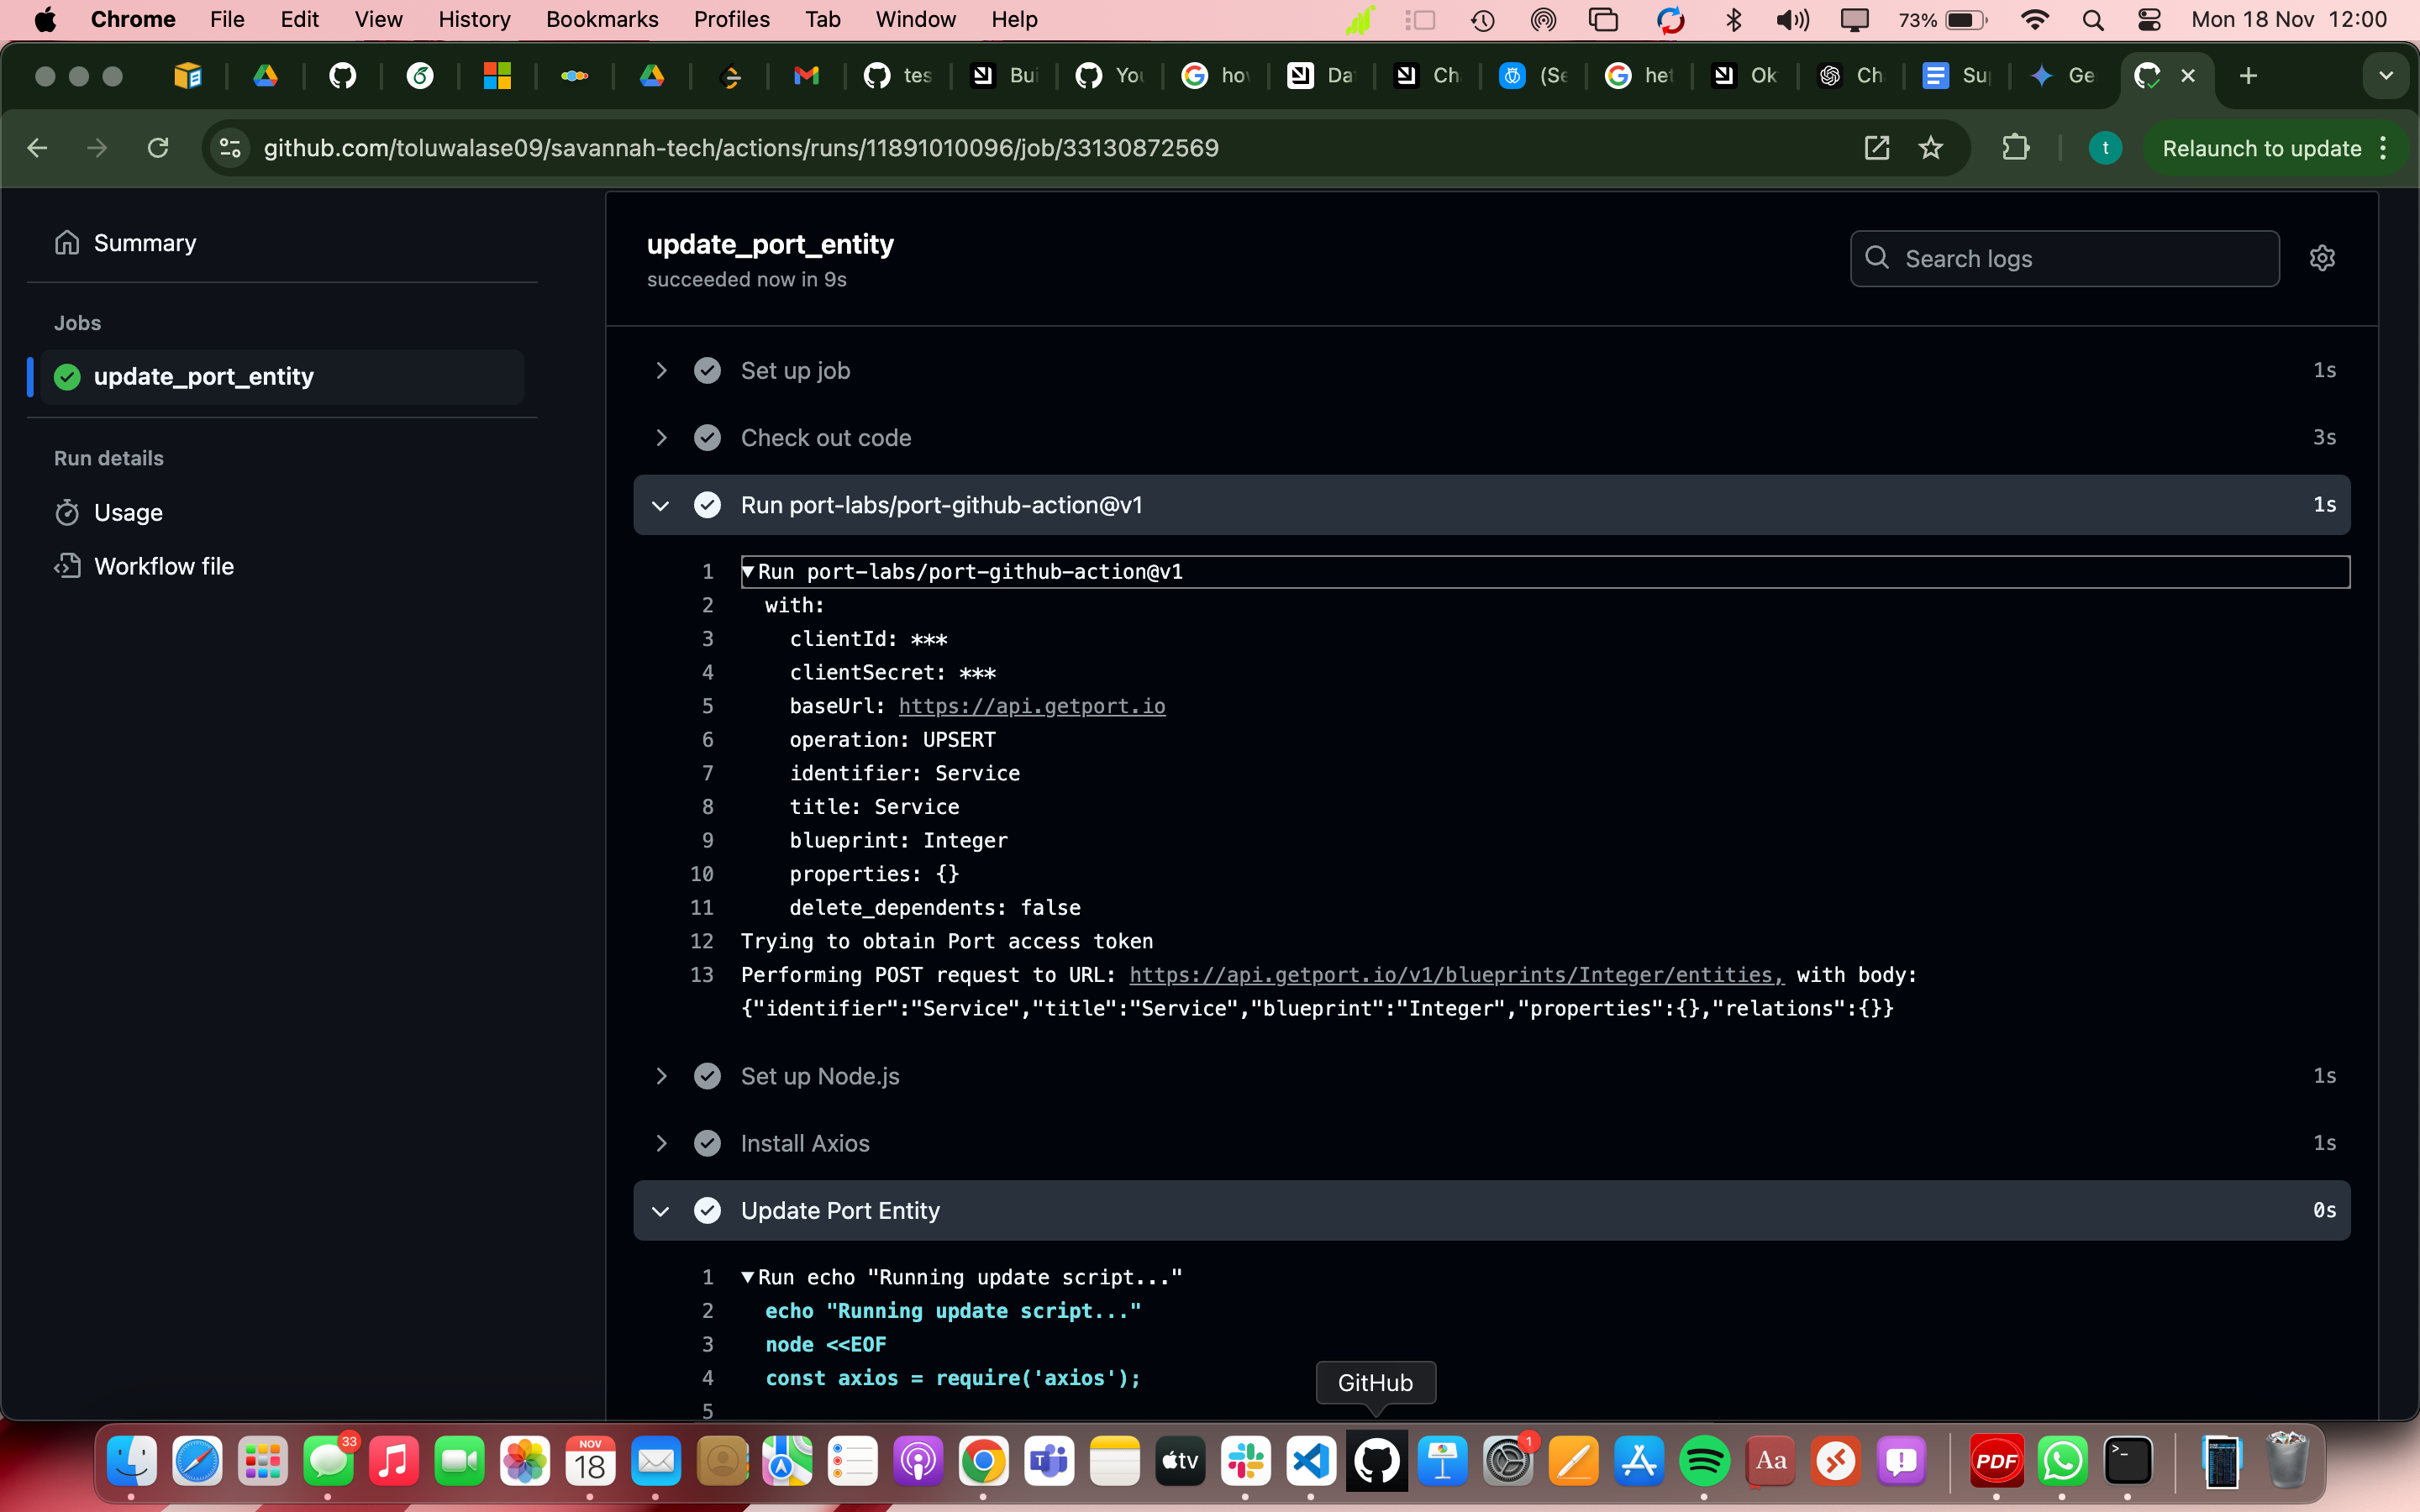 Chrome File Edit View History Bookmarks Profiles Tab Window Help 73% Mon 18 Nov 12:00
tes Bui You hov Da Ch (Se het Ok Ch Su Ge
github.com/toluwalase09/savannah-tech/actions/runs/11891010096/job/33130872569 t Relaunch to update
Summary
Jobs
update_port_entity
Run details
Usage
Workflow file
update_port_entity
succeeded now in 9s
Search logs
Set up job 1s
Check out code 3s
Run port-labs/port-github-action@v1 1s
1 ▼Run port-labs/port-github-action@v1
2 with:
3 clientId: ***
4 clientSecret: ***
5 baseUrl: https://api.getport.io
6 operation: UPSERT
7 identifier: Service
8 title: Service
9 blueprint: Integer
10 properties: {}
11 delete_dependents: false
12 Trying to obtain Port access token
13 Performing POST request to URL: https://api.getport.io/v1/blueprints/Integer/entities, with body:
{"identifier":"Service","title":"Service","blueprint":"Integer","properties":{},"relations":{}}
Set up Node.js 1s
Install Axios 1s
Update Port Entity 0s
1 ▼Run echo "Running update script..."
2 echo "Running update script..."
3 node <<EOF
4 const axios = require('axios');
5
GitHub
33 NOV 18 tv 1 Aa PDF